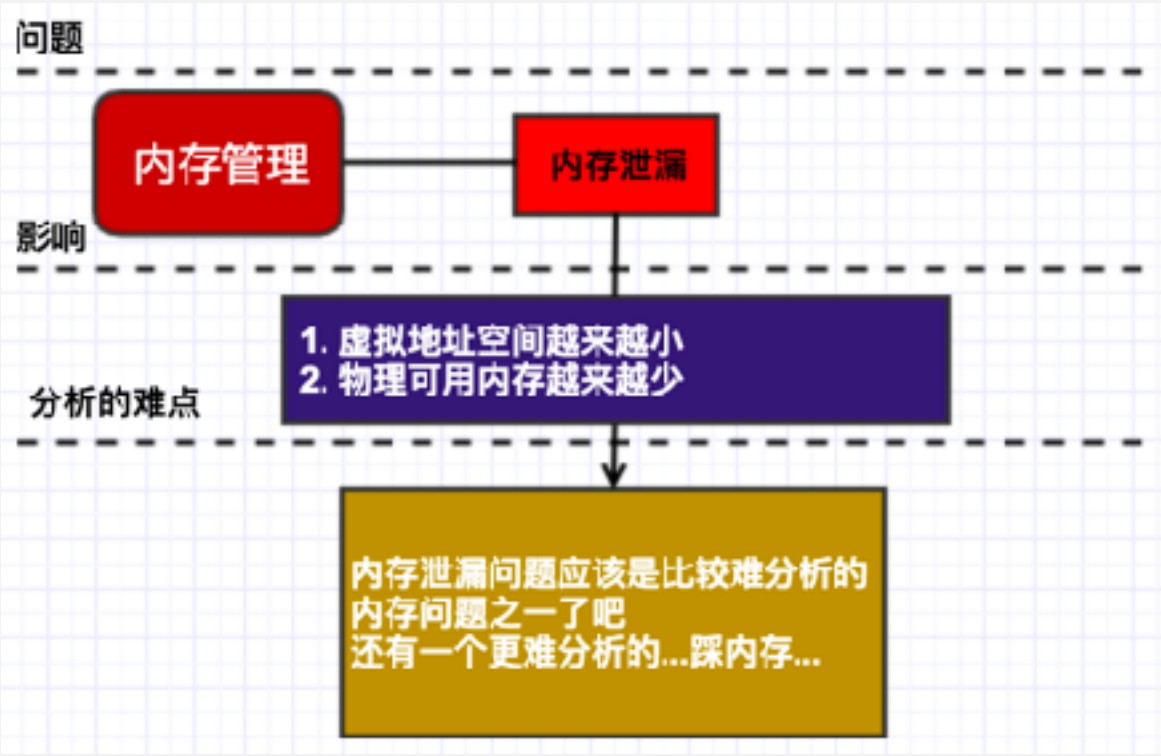 问题
内存管理
内存泄漏
影响
1. 虚拟地址空间越来越小
2. 物理可用内存越来越少
分析的难点
内存泄漏问题应该是比较难分析的
内存问题之一了吧
还有一个更难分析的...踩内存...